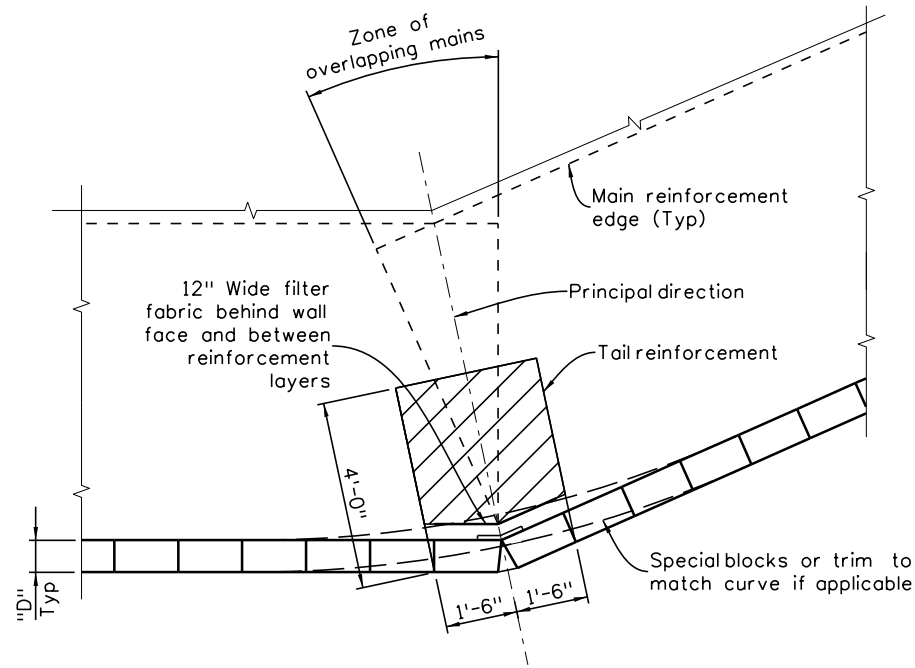 Zone of
overlapping mains
Main reinforcement
edge (Typ)
12" Wide filter
fabric behind wall
face and between
reinforcement
layers
Principal direction
Tail reinforcement
4'-0"
"D"
Typ
1'-6"
1'-6"
Special blocks or trim to
match curve if applicable